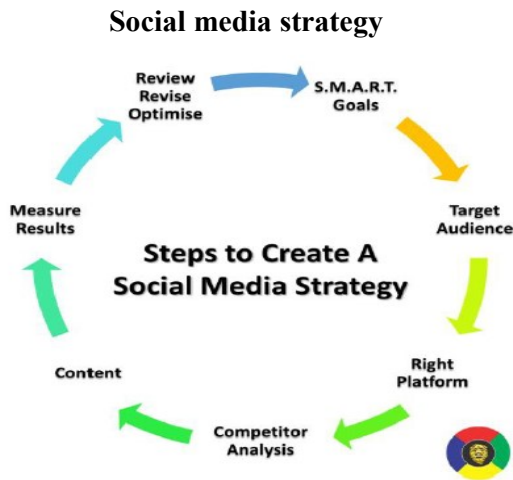 Social media strategy
Review
Revise
Optimise
S.M.A.R.T.
Goals
Target
Audience
Right
Platform
Competitor
Analysis
Content
Measure
Results
Steps to Create A
Social Media Strategy